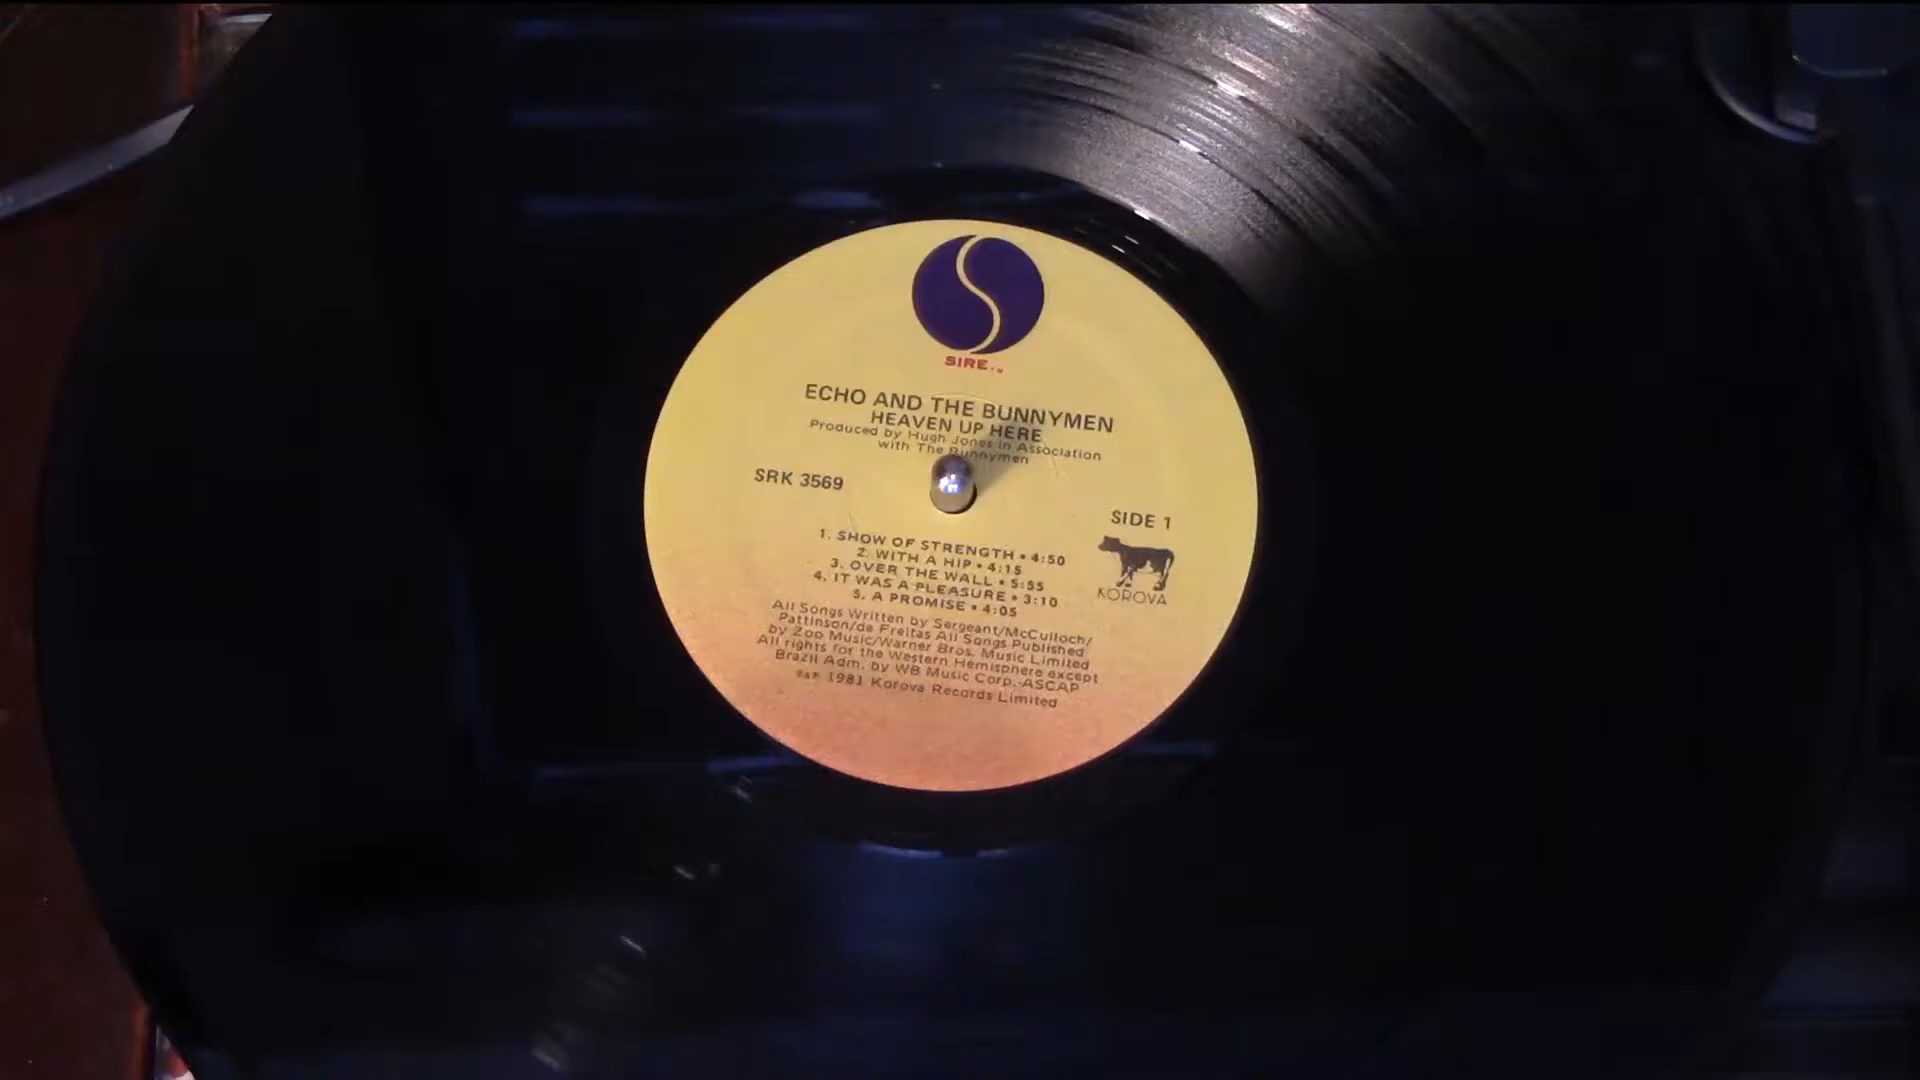 SIRE™
ECHO AND THE BUNNYMEN
HEAVEN UP HERE
Produced by Hugh Jones in Association
with The Bunnymen
SRK 3569
SIDE 1
1. SHOW OF STRENGTH • 4:50
2. WITH A HIP • 4:15
3. OVER THE WALL • 5:55
4. IT WAS A PLEASURE • 3:10
5. A PROMISE • 4:05
KOROVA
All Songs Written by Sergeant/McCulloch/
Pattinson/de Freitas All Songs Published
by Zoo Music/Warner Bros. Music Limited
All rights for the Western Hemisphere except
Brazil Adm. by WB Music Corp.-ASCAP
©&℗ 1981 Korova Records Limited